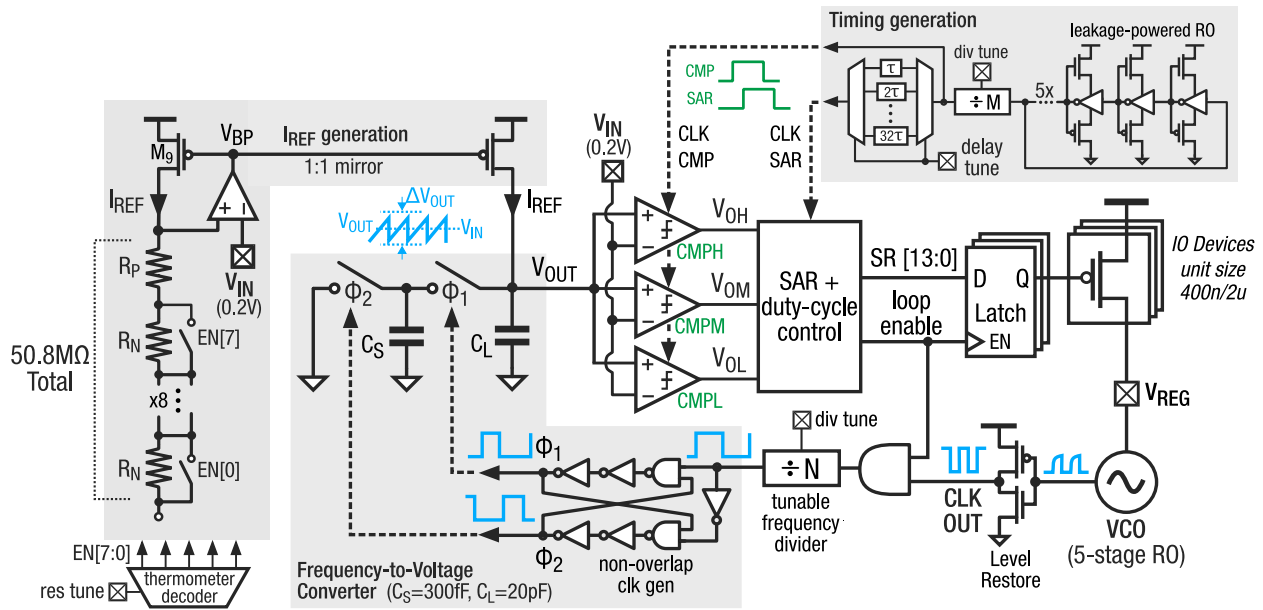 Timing generation
leakage-powered RO
div tune
CMP
SAR
τ
2τ
32τ
÷ M
5x
delay
tune
CLK
CMP
CLK
SAR
V_BP
I_REF generation
1:1 mirror
M_9
I_REF
I_REF
+ −
V_IN
(0.2V)
ΔV_OUT
V_OUT
V_IN
V_IN
(0.2V)
R_P
R_N
EN[7]
50.8MΩ
Total
x8
R_N
EN[0]
EN[7:0]
res tune
thermometer
decoder
Φ_2
Φ_1
C_S
C_L
V_OUT
+
−
CMPH
V_OH
+
−
CMPM
V_OM
+
−
CMPL
V_OL
SAR +
duty-cycle
control
SR [13:0]
loop
enable
D
Q
Latch
EN
IO Devices
unit size
400n/2u
V_REG
VCO
(5-stage RO)
CLK
OUT
Level
Restore
div tune
÷ N
tunable
frequency
divider
Φ_1
Φ_2
non-overlap
clk gen
Frequency-to-Voltage
Converter (C_S=300fF, C_L=20pF)